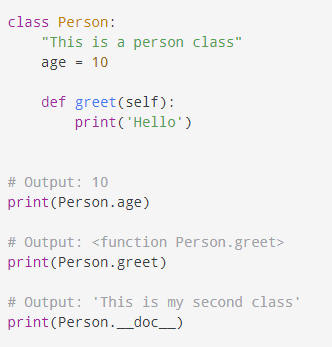 class Person:
    "This is a person class"
    age = 10

    def greet(self):
        print('Hello')


# Output: 10
print(Person.age)

# Output: <function Person.greet>
print(Person.greet)

# Output: 'This is my second class'
print(Person.__doc__)